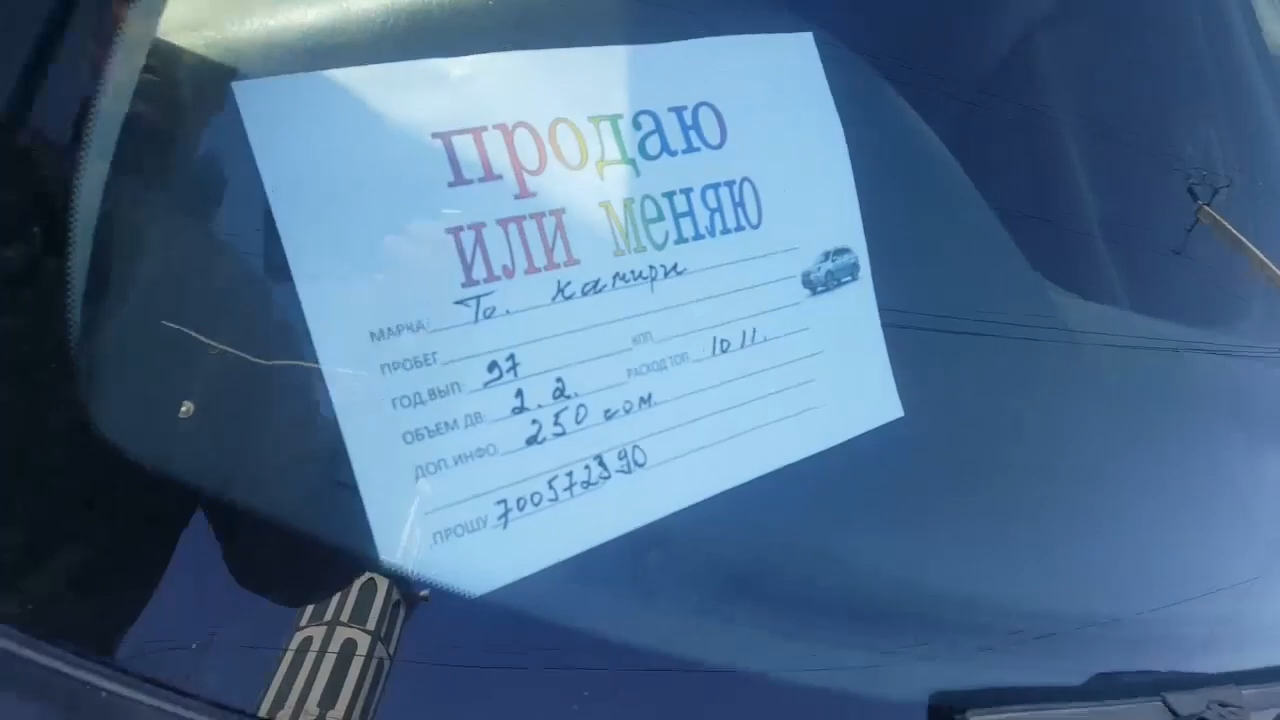 продаю
или меняю
МАРКА: То. камри
ПРОБЕГ
ГОД.ВЫП: 97 КПП
ОБЪЕМ ДВ: 2.2. РАСХОД ТОП. 10 11.
ДОП.ИНФО: 250 сом.
ПРОШУ 700572390